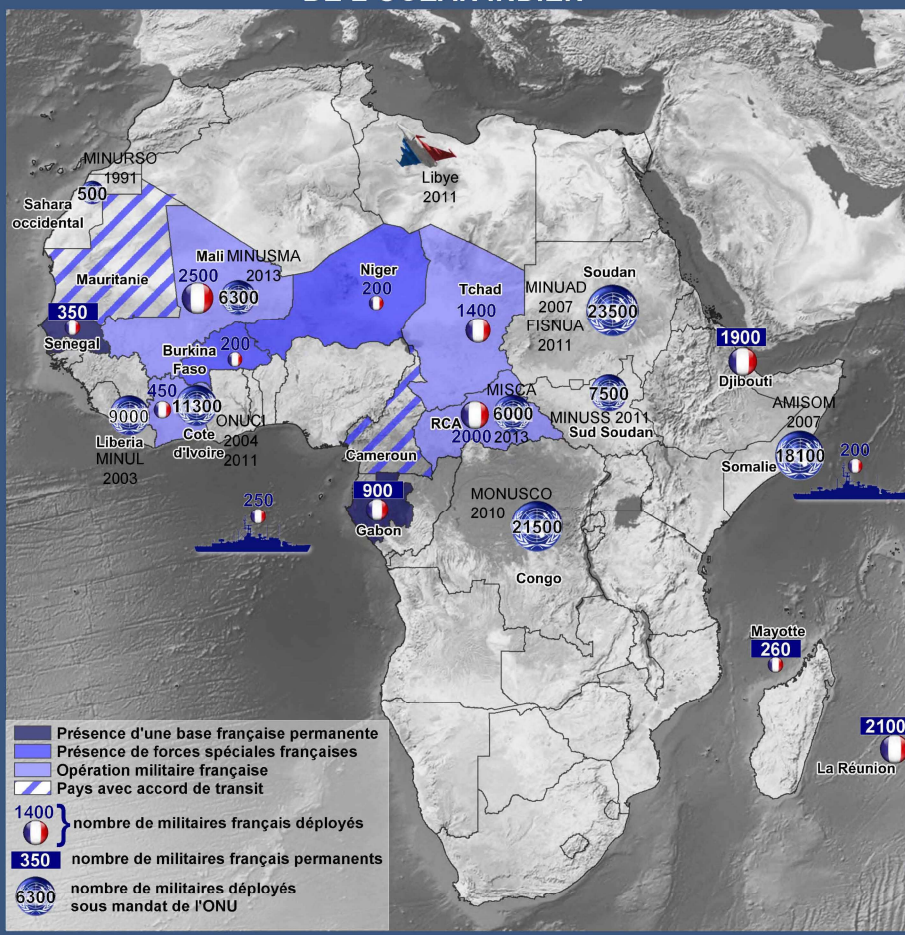 DE L'OCEAN INDIEN
MINURSO
1991
500
Sahara
occidental
Libye
2011
Mali MINUSMA
2013
2500
6300
Mauritanie
Niger
200
Tchad
1400
MINUAD
2007
FISNUA
2011
Soudan
23500
350
Senegal
Burkina
Faso
200
1900
Djibouti
450
11300
9000
Liberia
MINUL
2003
Cote
d'Ivoire
ONUCI
2004
2011
MISCA
6000
2013
RCA
2000
7500
MINUSS 2011
Sud Soudan
AMISOM
2007
18100
Somalie
200
Cameroun
900
Gabon
250
MONUSCO
2010
21500
Congo
Mayotte
260
2100
La Réunion
Présence d'une base française permanente
Présence de forces spéciales françaises
Opération militaire française
Pays avec accord de transit
1400
nombre de militaires français déployés
350
nombre de militaires français permanents
6300
nombre de militaires déployés
sous mandat de l'ONU